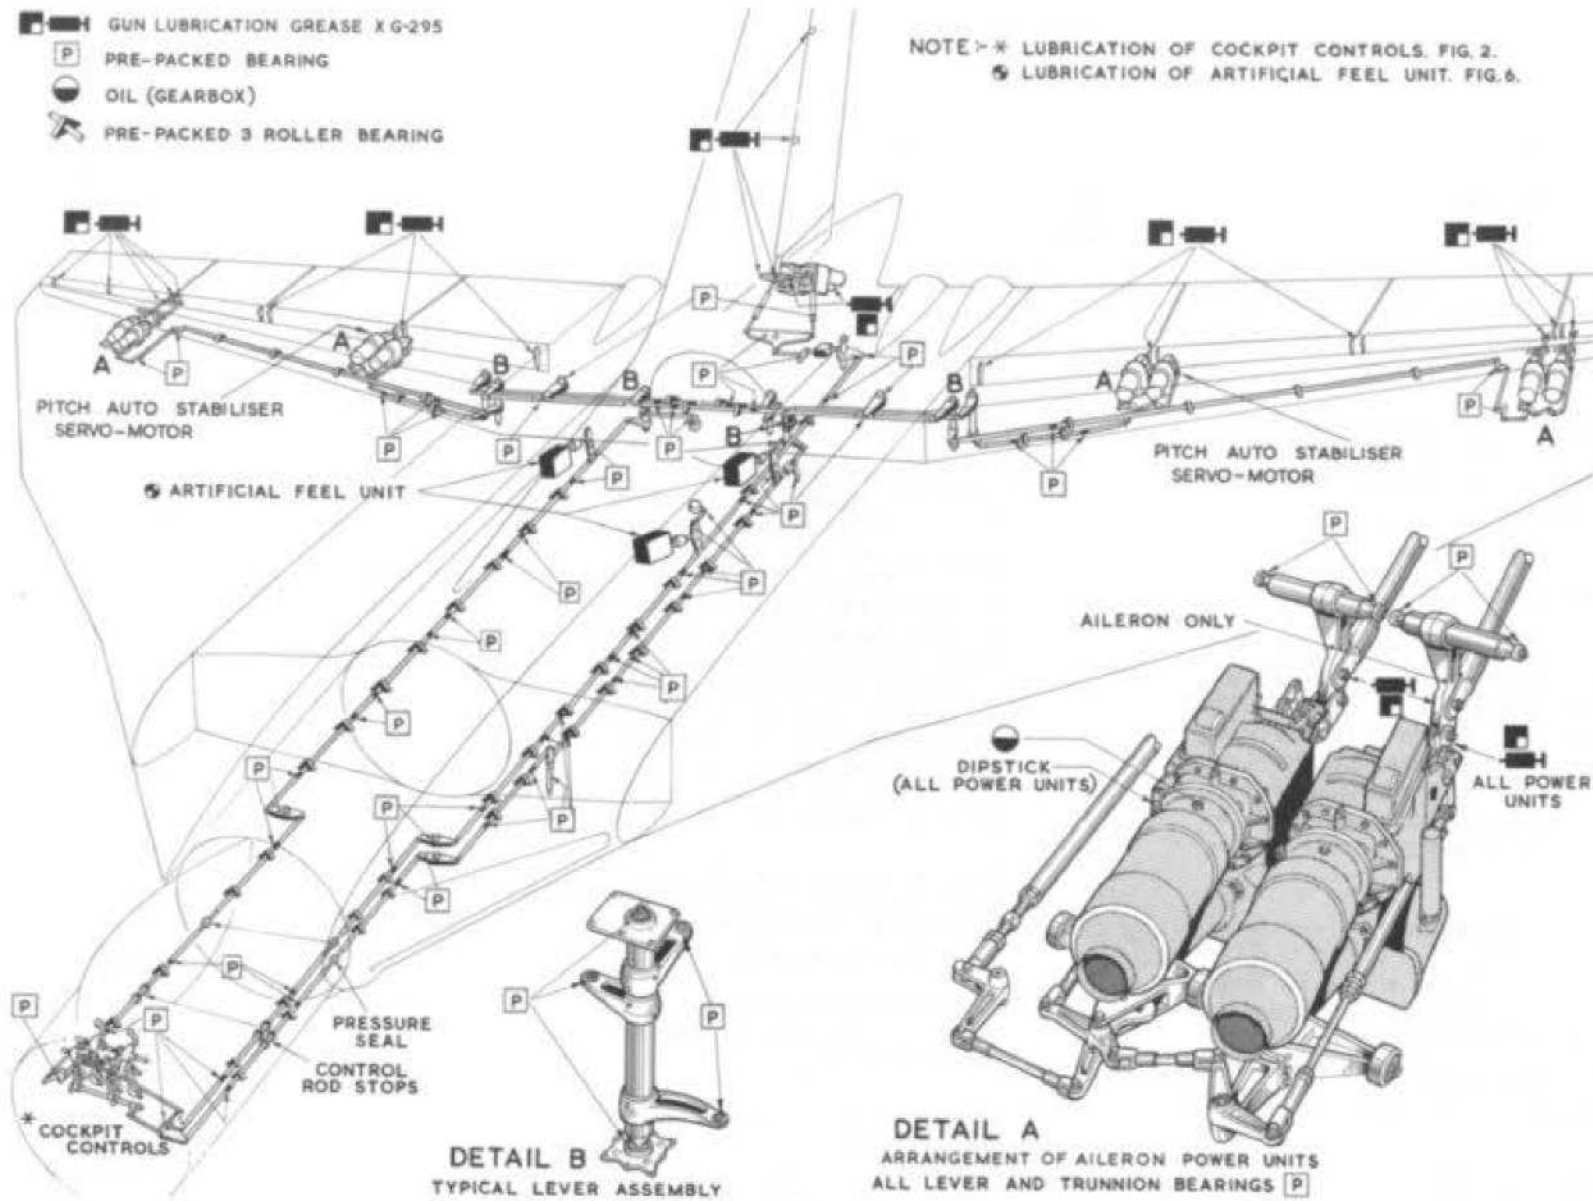 GUN LUBRICATION GREASE XG-295
P PRE-PACKED BEARING
OIL (GEARBOX)
PRE-PACKED 3 ROLLER BEARING
NOTE:- * LUBRICATION OF COCKPIT CONTROLS. FIG. 2.
LUBRICATION OF ARTIFICIAL FEEL UNIT. FIG. 6.
P
P
P
A
P
A
B
B
B
A
P
P
A
PITCH AUTO STABILISER
SERVO-MOTOR
P
P
P
B
P
P
PITCH AUTO STABILISER
SERVO-MOTOR
ARTIFICIAL FEEL UNIT
P
P
P
P
P
P
P
P
P
P
AILERON ONLY
P
P
P
P
P
DIPSTICK
(ALL POWER UNITS)
ALL POWER
UNITS
P
P
P
P
P
P
P
P
PRESSURE
SEAL
CONTROL
ROD STOPS
* COCKPIT
CONTROLS
DETAIL B
TYPICAL LEVER ASSEMBLY
DETAIL A
ARRANGEMENT OF AILERON POWER UNITS
ALL LEVER AND TRUNNION BEARINGS P